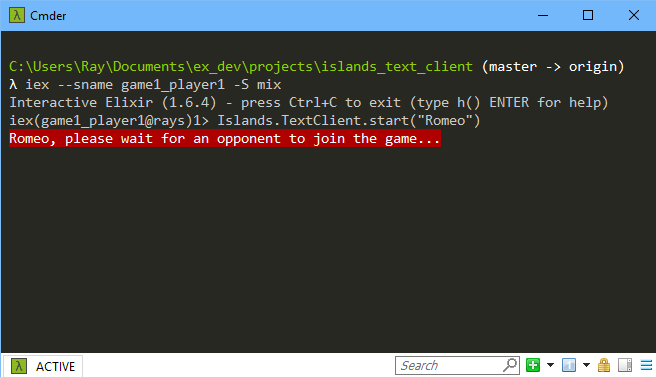 λ Cmder
C:\Users\Ray\Documents\ex_dev\projects\islands_text_client (master -> origin)
λ iex --sname game1_player1 -S mix
Interactive Elixir (1.6.4) - press Ctrl+C to exit (type h() ENTER for help)
iex(game1_player1@rays)1> Islands.TextClient.start("Romeo")
Romeo, please wait for an opponent to join the game...
λ ACTIVE
Search
1